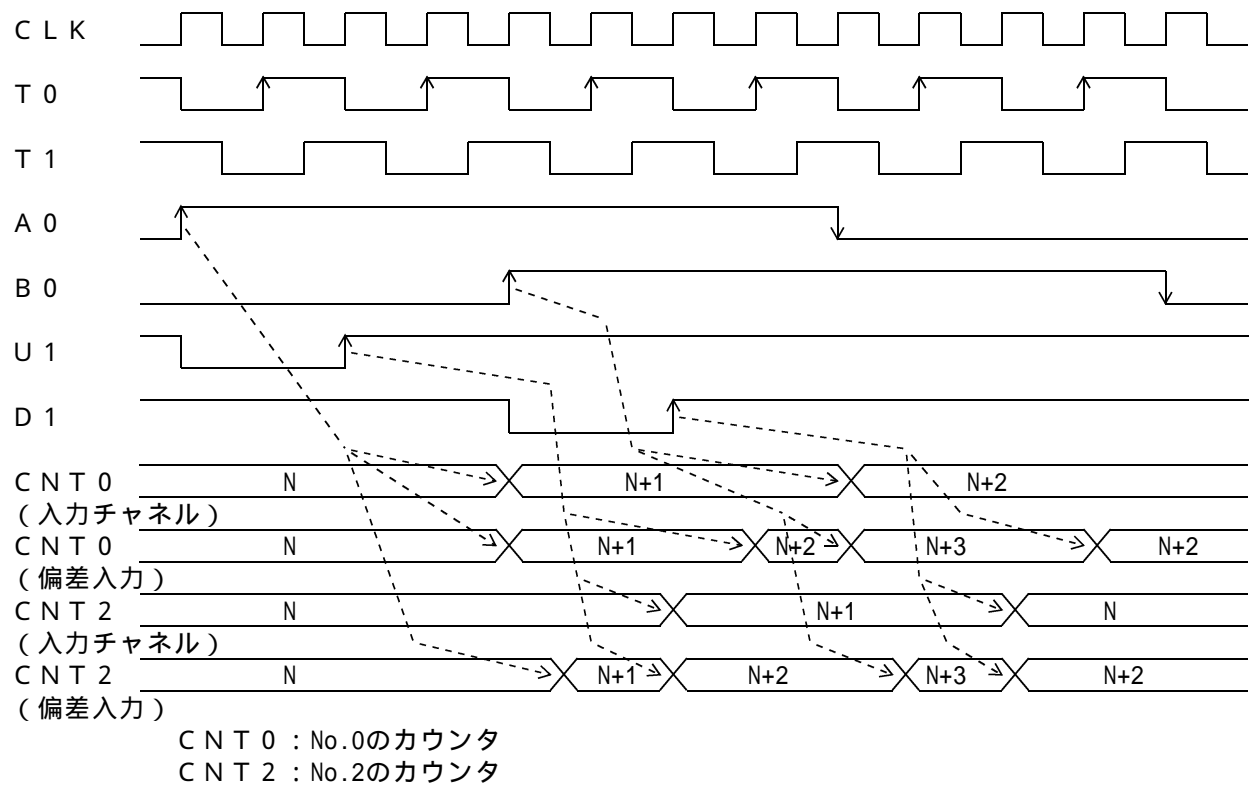 ＣＬＫ
Ｔ０
Ｔ１
Ａ０
Ｂ０
Ｕ１
Ｄ１
ＣＮＴ０ N N+1 N+2
（入力チャネル）
ＣＮＴ０ N N+1 N+2 N+3 N+2
（偏差入力）
ＣＮＴ２ N N+1 N
（入力チャネル）
ＣＮＴ２ N N+1 N+2 N+3 N+2
（偏差入力）
ＣＮＴ０：No.0のカウンタ
ＣＮＴ２：No.2のカウンタ